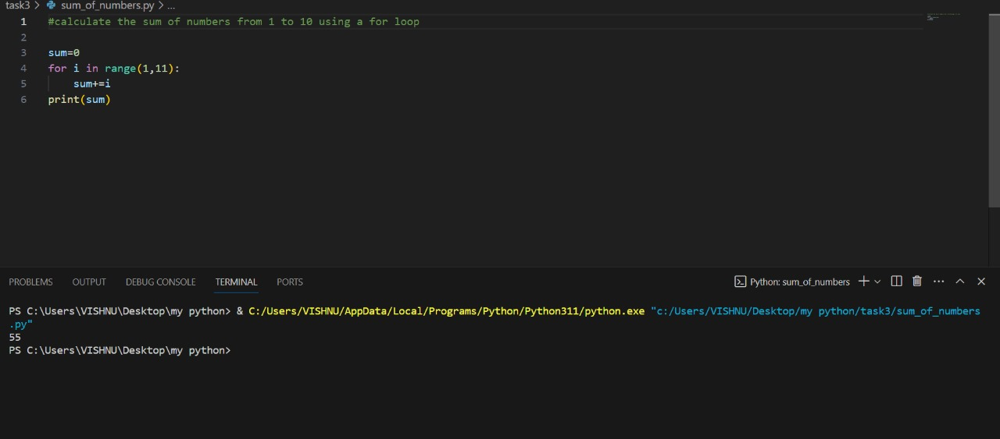 task3 > sum_of_numbers.py > ...
1 #calculate the sum of numbers from 1 to 10 using a for loop
2
3 sum=0
4 for i in range(1,11):
5     sum+=i
6 print(sum)
PROBLEMS OUTPUT DEBUG CONSOLE TERMINAL PORTS Python: sum_of_numbers
PS C:\Users\VISHNU\Desktop\my python> & C:/Users/VISHNU/AppData/Local/Programs/Python/Python311/python.exe "c:/Users/VISHNU/Desktop/my python/task3/sum_of_numbers
.py"
55
PS C:\Users\VISHNU\Desktop\my python>